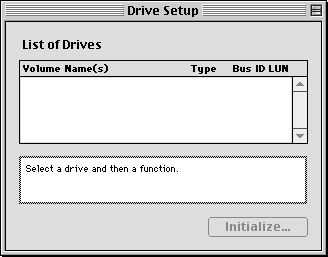 Drive Setup
List of Drives
Volume Name(s) Type Bus ID LUN
Select a drive and then a function.
Initialize...